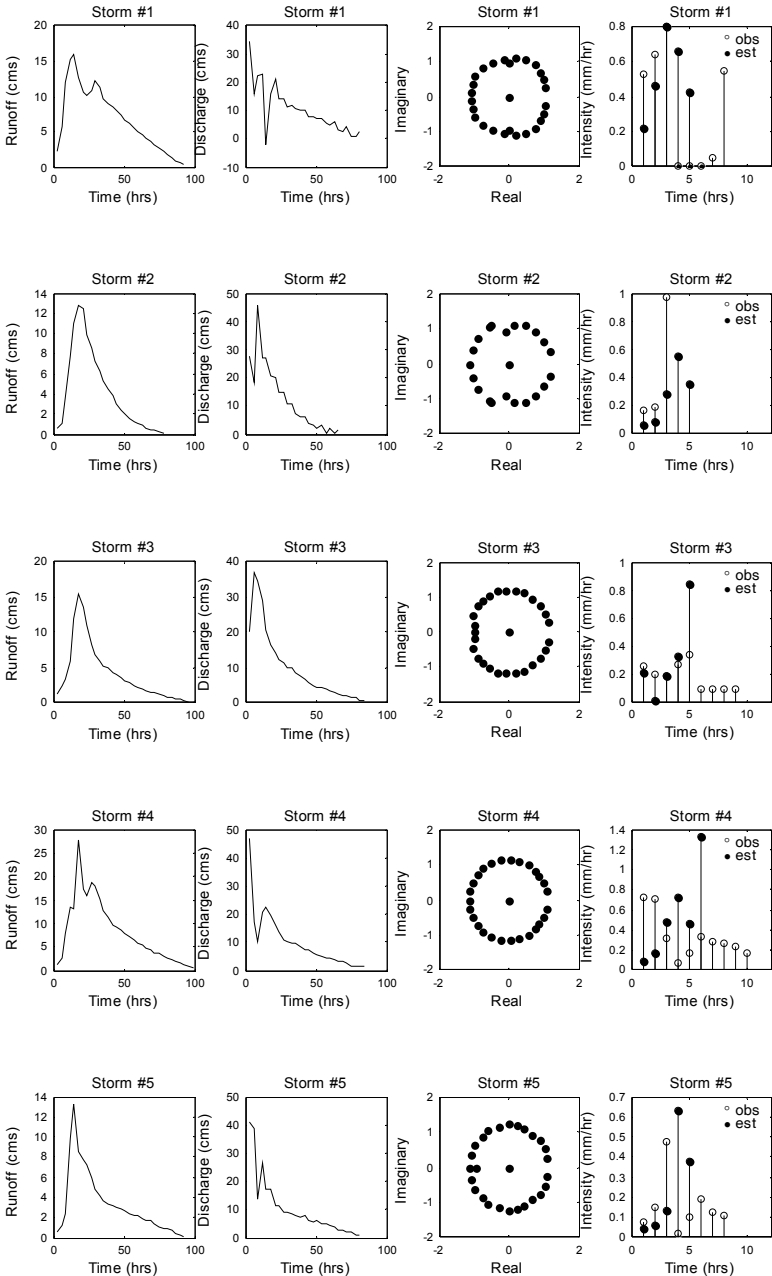 Storm #1
Runoff (cms)
20
15
10
5
0
0
50
100
Time (hrs)
Storm #1
Discharge (cms)
40
30
20
10
0
-10
0
50
100
Time (hrs)
Storm #1
Imaginary
2
1
0
-1
-2
-2
0
2
Real
Storm #1
Intensity (mm/hr)
0.8
0.6
0.4
0.2
0
0
5
10
Time (hrs)
obs
est
Storm #2
Runoff (cms)
14
12
10
8
6
4
2
0
0
50
100
Time (hrs)
Storm #2
Discharge (cms)
50
40
30
20
10
0
0
50
100
Time (hrs)
Storm #2
Imaginary
2
1
0
-1
-2
-2
0
2
Real
Storm #2
Intensity (mm/hr)
1
0.8
0.6
0.4
0.2
0
0
5
10
Time (hrs)
obs
est
Storm #3
Runoff (cms)
20
15
10
5
0
0
50
100
Time (hrs)
Storm #3
Discharge (cms)
40
30
20
10
0
0
50
100
Time (hrs)
Storm #3
Imaginary
2
1
0
-1
-2
-2
0
2
Real
Storm #3
Intensity (mm/hr)
1
0.8
0.6
0.4
0.2
0
0
5
10
Time (hrs)
obs
est
Storm #4
Runoff (cms)
30
25
20
15
10
5
0
0
50
100
Time (hrs)
Storm #4
Discharge (cms)
50
40
30
20
10
0
0
50
100
Time (hrs)
Storm #4
Imaginary
2
1
0
-1
-2
-2
0
2
Real
Storm #4
Intensity (mm/hr)
1.4
1.2
1
0.8
0.6
0.4
0.2
0
0
5
10
Time (hrs)
obs
est
Storm #5
Runoff (cms)
14
12
10
8
6
4
2
0
0
50
100
Time (hrs)
Storm #5
Discharge (cms)
50
40
30
20
10
0
0
50
100
Time (hrs)
Storm #5
Imaginary
2
1
0
-1
-2
-2
0
2
Real
Storm #5
Intensity (mm/hr)
0.7
0.6
0.5
0.4
0.3
0.2
0.1
0
0
5
10
Time (hrs)
obs
est